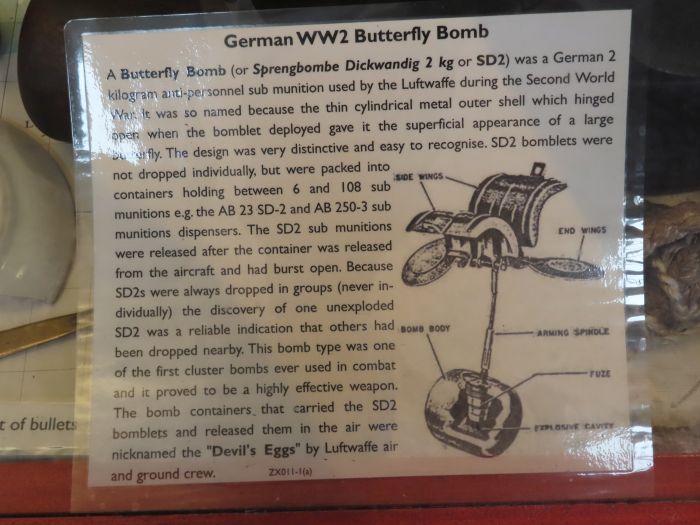 German WW2 Butterfly Bomb
A Butterfly Bomb (or Sprengbombe Dickwandig 2 kg or SD2) was a German 2
kilogram anti-personnel sub munition used by the Luftwaffe during the Second World
War. It was so named because the thin cylindrical metal outer shell which hinged
open when the bomblet deployed gave it the superficial appearance of a large
butterfly. The design was very distinctive and easy to recognise. SD2 bomblets were
not dropped individually, but were packed into
containers holding between 6 and 108 sub
munitions e.g. the AB 23 SD-2 and AB 250-3 sub
munitions dispensers. The SD2 sub munitions
were released after the container was released
from the aircraft and had burst open. Because
SD2s were always dropped in groups (never in-
dividually) the discovery of one unexploded
SD2 was a reliable indication that others had
been dropped nearby. This bomb type was one
of the first cluster bombs ever used in combat
and it proved to be a highly effective weapon.
The bomb containers that carried the SD2
bomblets and released them in the air were
nicknamed the "Devil's Eggs" by Luftwaffe air
and ground crew.
ZX011-1(a)
SIDE WINGS
END WINGS
BOMB BODY
ARMING SPINDLE
FUZE
EXPLOSIVE CAVITY
t of bullets